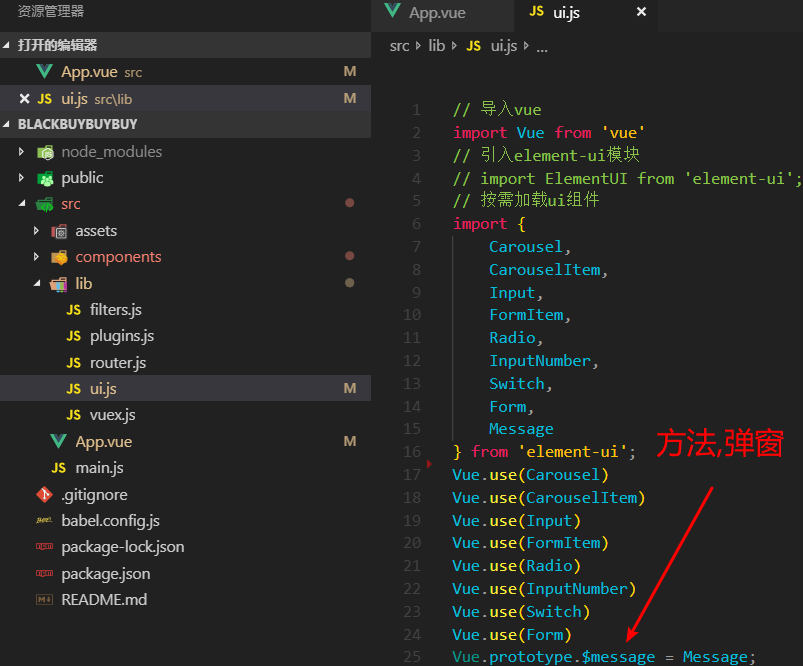 资源管理器
打开的编辑器
App.vue src M
ui.js src\lib M
BLACKBUYBUYBUY
node_modules
public
src
assets
components
lib
JS filters.js
JS plugins.js
JS router.js
JS ui.js M
JS vuex.js
App.vue M
JS main.js
.gitignore
babel.config.js
package-lock.json
package.json
README.md
App.vue JS ui.js ×
src lib JS ui.js ...
1 // 导入vue
2 import Vue from 'vue'
3 // 引入element-ui模块
4 // import ElementUI from 'element-ui';
5 // 按需加载ui组件
6 import {
7 Carousel,
8 CarouselItem,
9 Input,
10 FormItem,
11 Radio,
12 InputNumber,
13 Switch,
14 Form,
15 Message
16 } from 'element-ui';
方法,弹窗
17 Vue.use(Carousel)
18 Vue.use(CarouselItem)
19 Vue.use(Input)
20 Vue.use(FormItem)
21 Vue.use(Radio)
22 Vue.use(InputNumber)
23 Vue.use(Switch)
24 Vue.use(Form)
25 Vue.prototype.$message = Message;